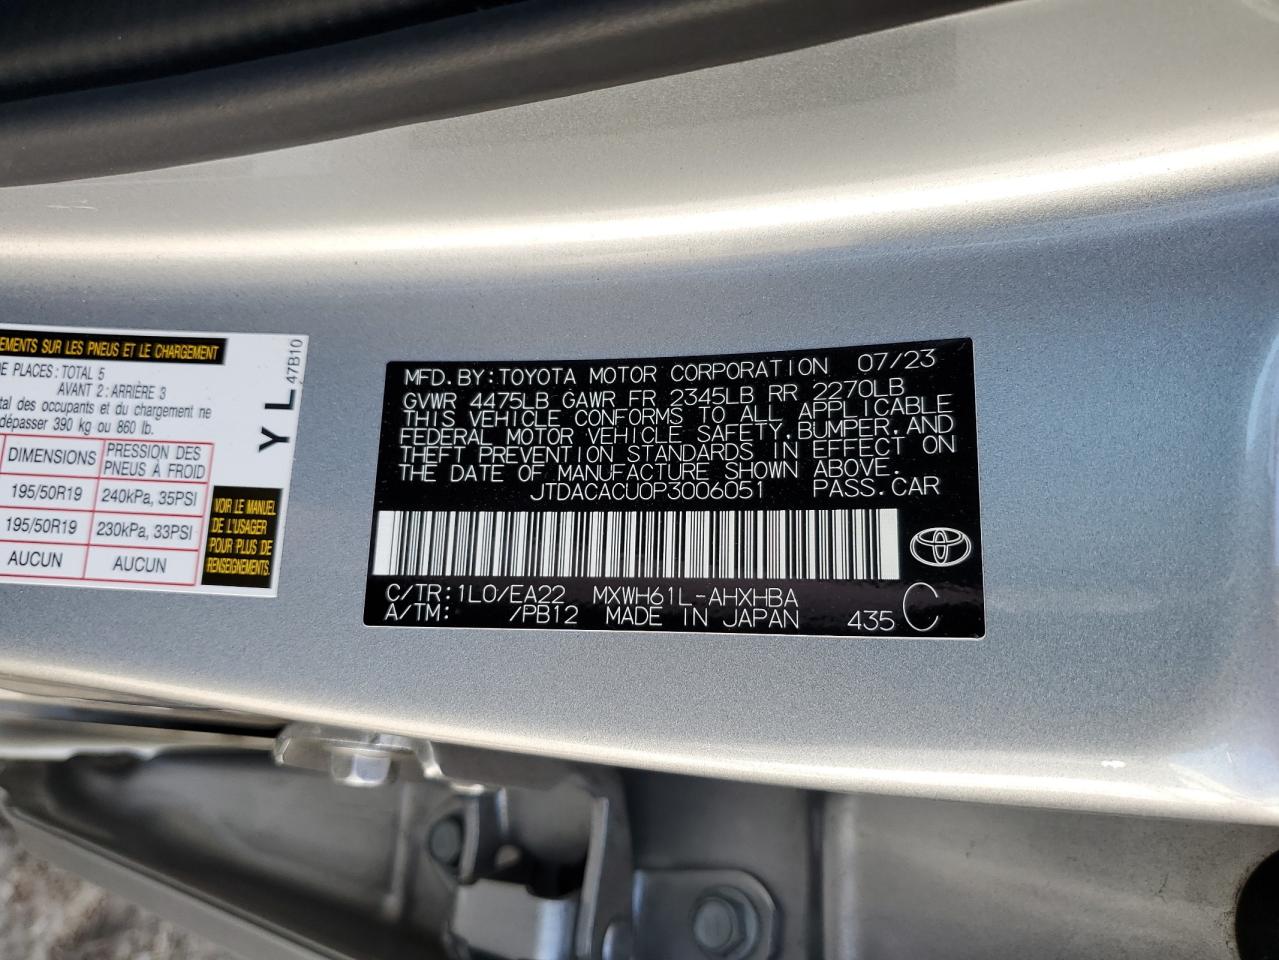 EMENTS SUR LES PNEUS ET LE CHARGEMENT
DE PLACES: TOTAL 5
AVANT 2: ARRIÈRE 3
tal des occupants et du chargement ne
dépasser 390 kg ou 860 lb.
DIMENSIONS PRESSION DES PNEUS À FROID
195/50R19 240kPa, 35PSI
195/50R19 230kPa, 33PSI
AUCUN AUCUN
47B10
YL
VOIR LE MANUEL
DE L'USAGER
POUR PLUS DE
RENSEIGNEMENTS.
MFD. BY: TOYOTA MOTOR CORPORATION 07/23
GVWR 4475LB GAWR FR 2345LB RR 2270LB
THIS VEHICLE CONFORMS TO ALL APPLICABLE
FEDERAL MOTOR VEHICLE SAFETY, BUMPER, AND
THEFT PREVENTION STANDARDS IN EFFECT ON
THE DATE OF MANUFACTURE SHOWN ABOVE.
JTDACACU0P3006051 PASS. CAR
C/TR: 1L0/EA22 MXWH61L-AHXHBA
A/TM: /PB12 MADE IN JAPAN 435 C